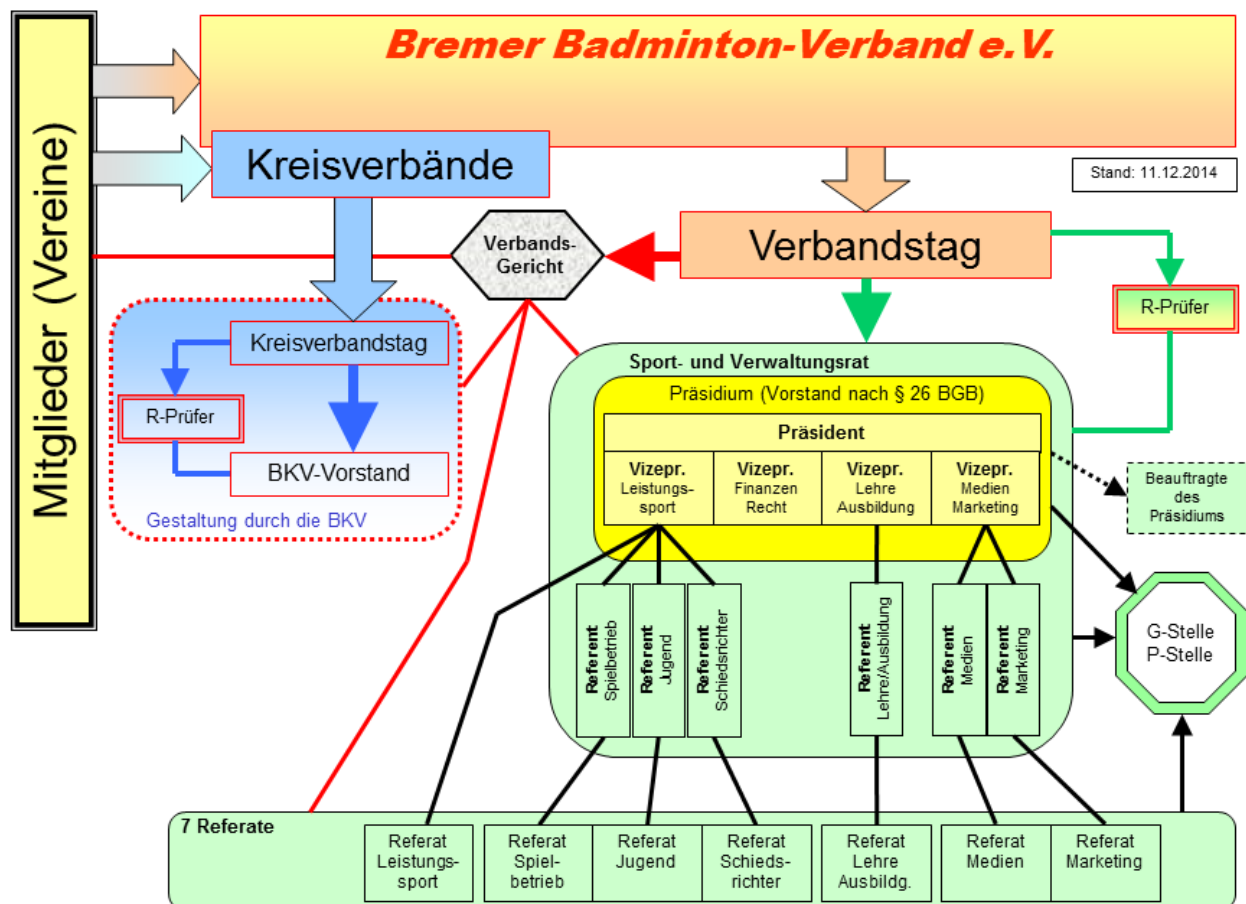 Bremer Badminton-Verband e.V.
Mitglieder (Vereine)
Kreisverbände
Stand: 11.12.2014
Verbands-
Gericht
Verbandstag
R-Prüfer
Kreisverbandstag
R-Prüfer
BKV-Vorstand
Gestaltung durch die BKV
Sport- und Verwaltungsrat
Präsidium (Vorstand nach § 26 BGB)
Präsident
Vizepr.
Leistungs-
sport
Vizepr.
Finanzen
Recht
Vizepr.
Lehre
Ausbildung
Vizepr.
Medien
Marketing
Beauftragte
des
Präsidiums
Referent
Spielbetrieb
Referent
Jugend
Referent
Schiedsrichter
Referent
Lehre/Ausbildung
Referent
Medien
Referent
Marketing
G-Stelle
P-Stelle
7 Referate
Referat
Leistungs-
sport
Referat
Spiel-
betrieb
Referat
Jugend
Referat
Schieds-
richter
Referat
Lehre
Ausbildg.
Referat
Medien
Referat
Marketing